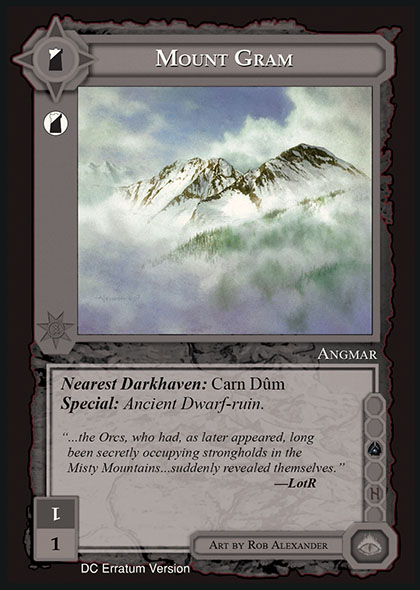 MOUNT GRAM
ANGMAR
Nearest Darkhaven: Carn Dûm
Special: Ancient Dwarf-ruin.
“...the Orcs, who had, as later appeared, long
been secretly occupying strongholds in the
Misty Mountains...suddenly revealed themselves.”
—LotR
1
1
ART BY ROB ALEXANDER
DC Erratum Version